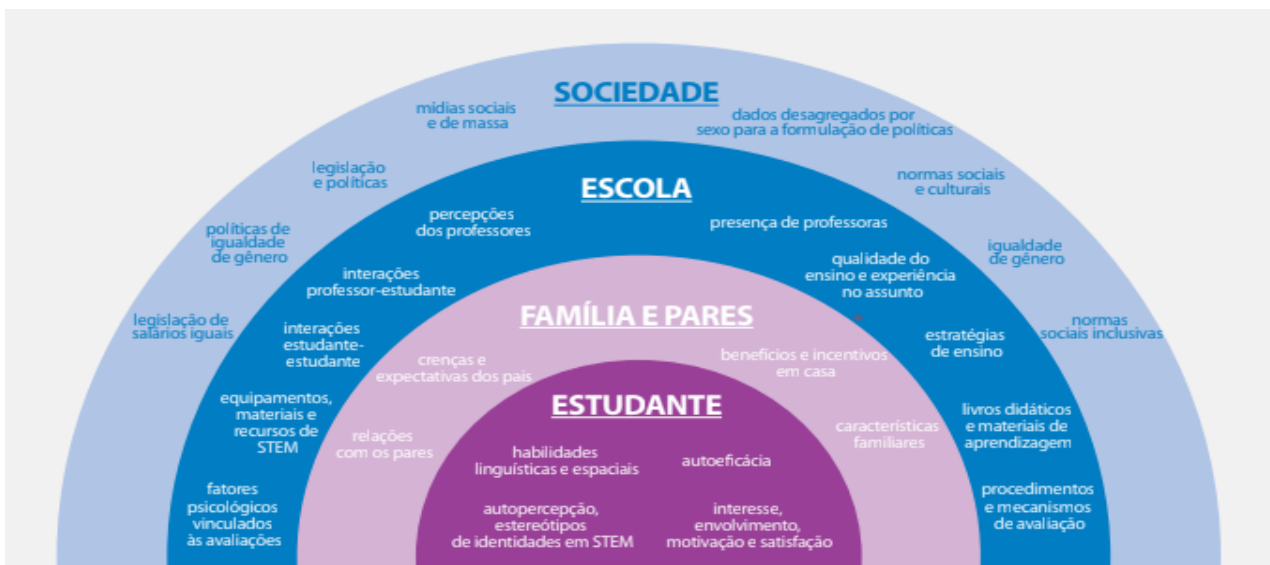 SOCIEDADE
mídias sociais
e de massa
dados desagregados por
sexo para a formulação de políticas
legislação
e políticas
normas sociais
e culturais
políticas de
igualdade
de gênero
igualdade
de gênero
legislação de
salários iguais
normas
sociais inclusivas
ESCOLA
percepções
dos professores
presença de professoras
interações
professor-estudante
qualidade do
ensino e experiência
no assunto
interações
estudante-
estudante
estratégias
de ensino
equipamentos,
materiais e
recursos de
STEM
livros didáticos
e materiais de
aprendizagem
fatores
psicológicos
vinculados
às avaliações
procedimentos
e mecanismos
de avaliação
FAMÍLIA E PARES
crenças e
expectativas dos pais
benefícios e incentivos
em casa
relações
com os pares
características
familiares
ESTUDANTE
habilidades
linguísticas e espaciais
autoeficácia
autopercepção,
estereótipos
de identidades em STEM
interesse,
envolvimento,
motivação e satisfação